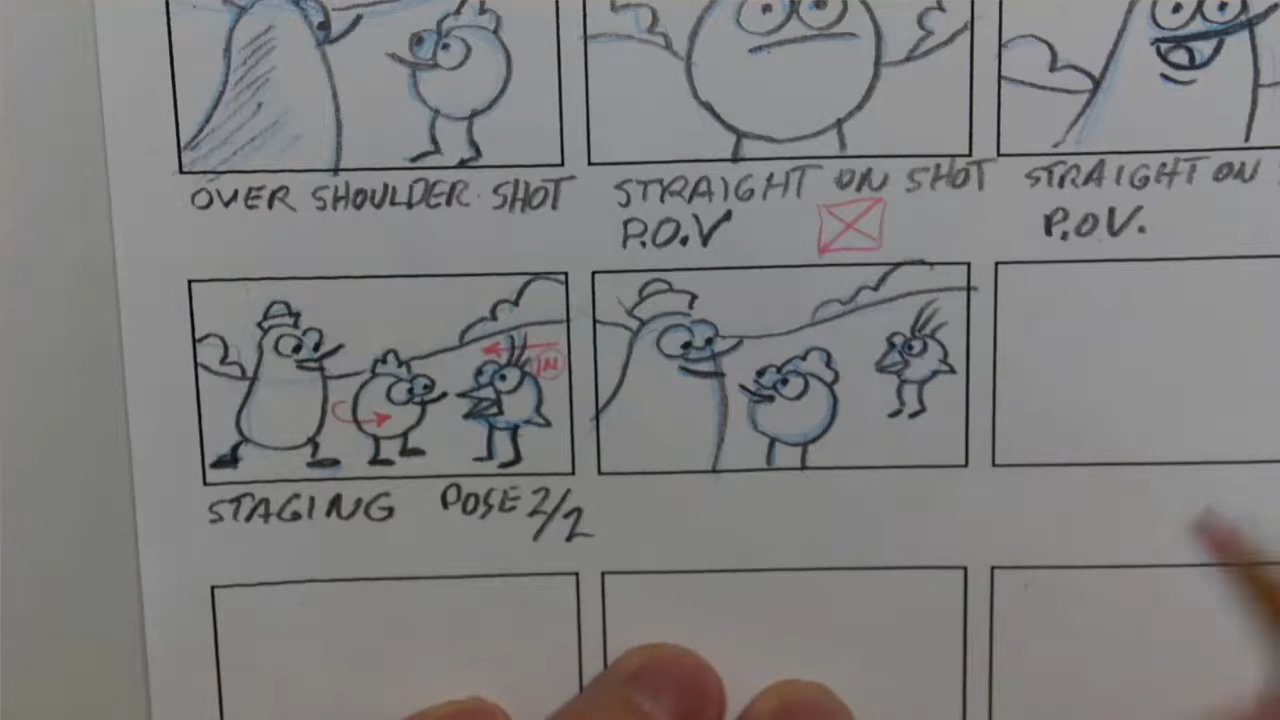 OVER SHOULDER SHOT
STRAIGHT ON SHOT
P.O.V
STRAIGHT ON
P.O.V.
IN
STAGING POSE 2/2